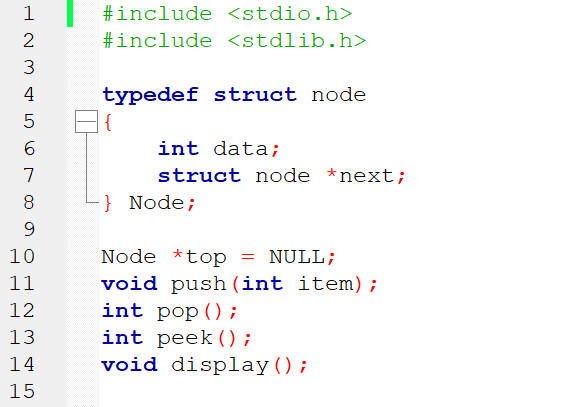 1 #include <stdio.h>
2 #include <stdlib.h>
3
4 typedef struct node
5 {
6     int data;
7     struct node *next;
8 } Node;
9
10 Node *top = NULL;
11 void push(int item);
12 int pop();
13 int peek();
14 void display();
15